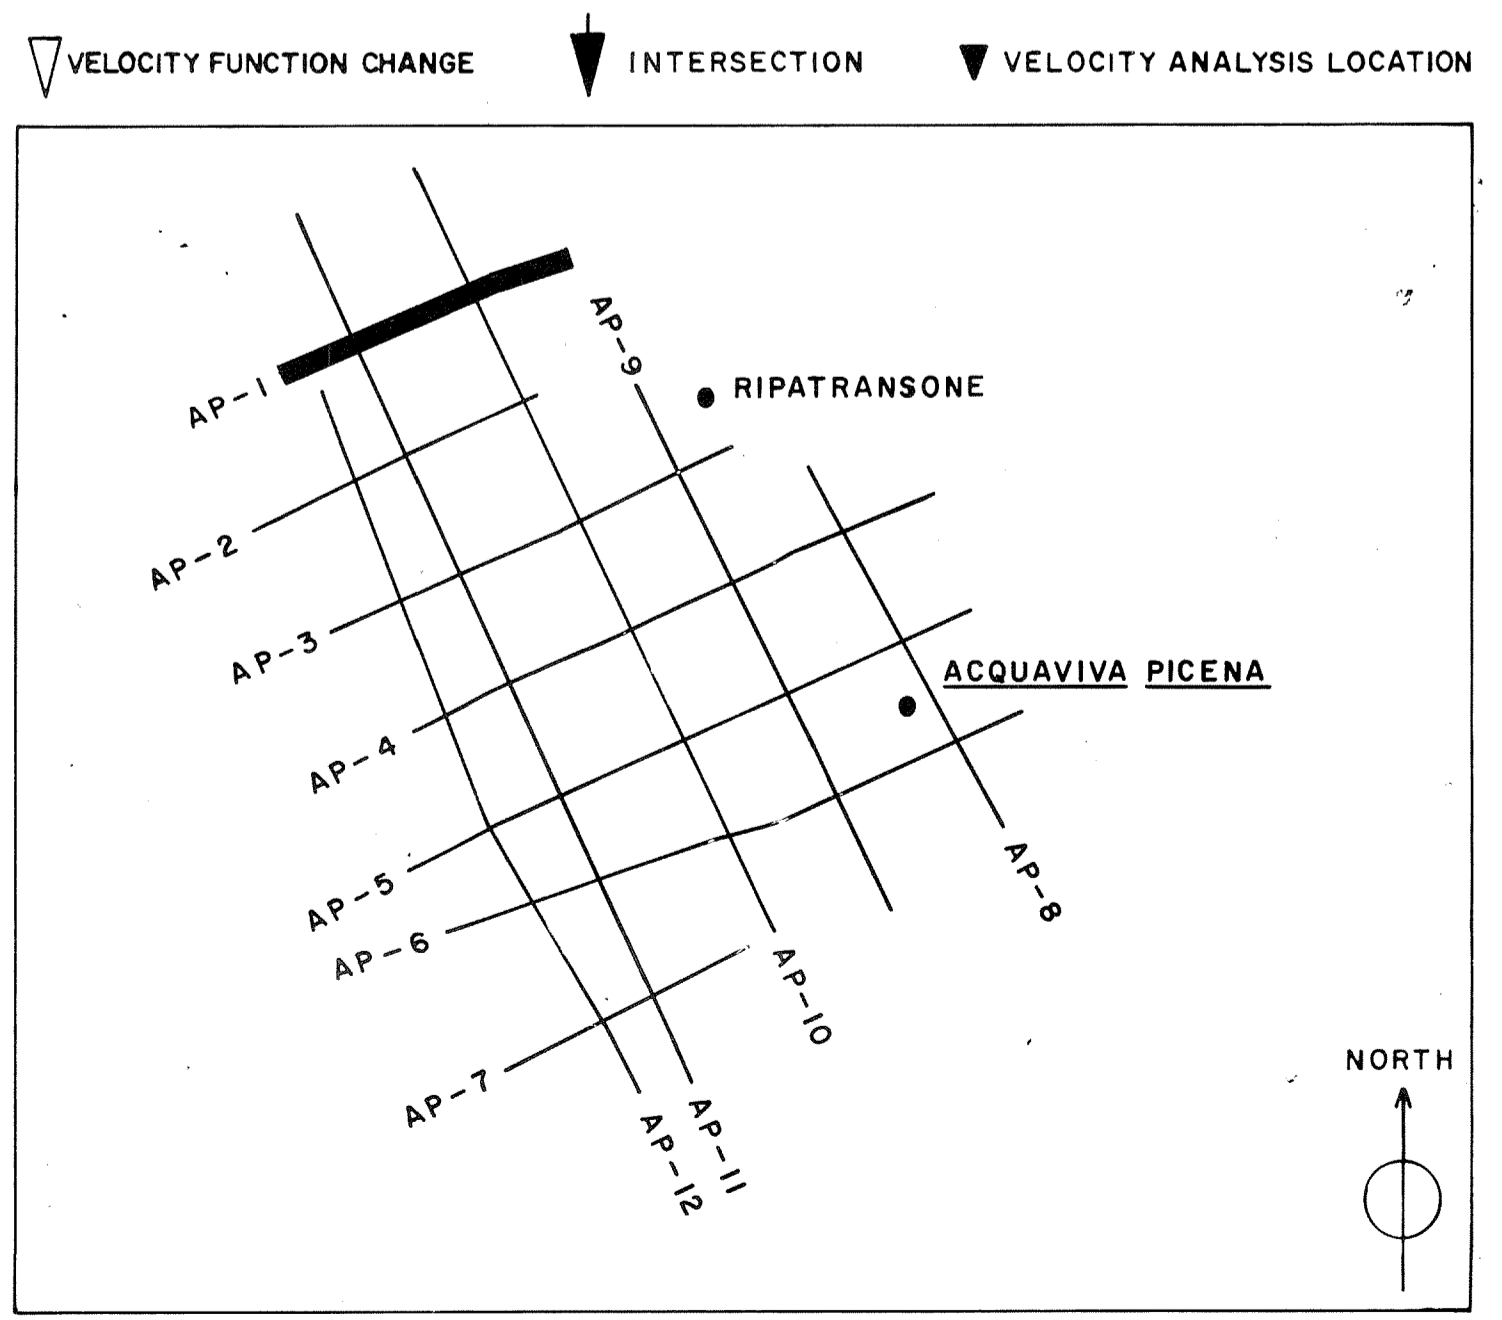 VELOCITY FUNCTION CHANGE
INTERSECTION
VELOCITY ANALYSIS LOCATION
AP-9
RIPATRANSONE
AP-1
AP-2
AP-3
ACQUAVIVA PICENA
AP-4
AP-5
AP-8
AP-6
AP-10
NORTH
AP-7
AP-11
AP-12